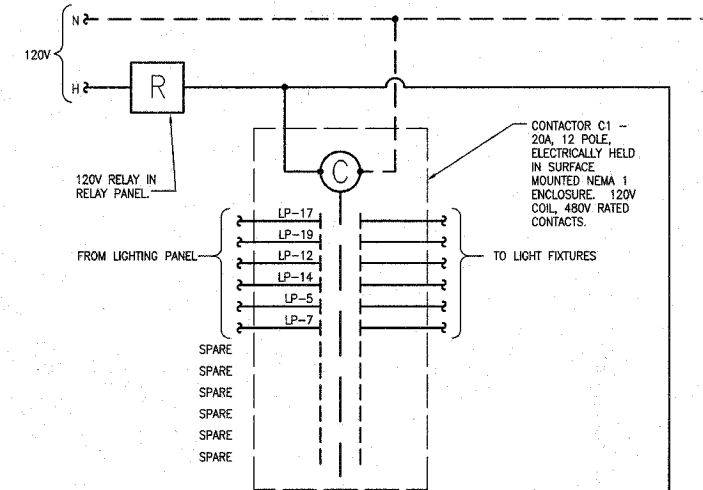 N
120V
H
R
CONTACTOR C1 -
20A, 12 POLE,
ELECTRICALLY HELD
IN SURFACE
MOUNTED NEMA 1
ENCLOSURE. 120V
COIL, 480V RATED
CONTACTS.
120V RELAY IN
RELAY PANEL.
C
LP-17
LP-19
FROM LIGHTING PANEL
LP-12
TO LIGHT FIXTURES
LP-14
LP-5
LP-7
SPARE
SPARE
SPARE
SPARE
SPARE
SPARE